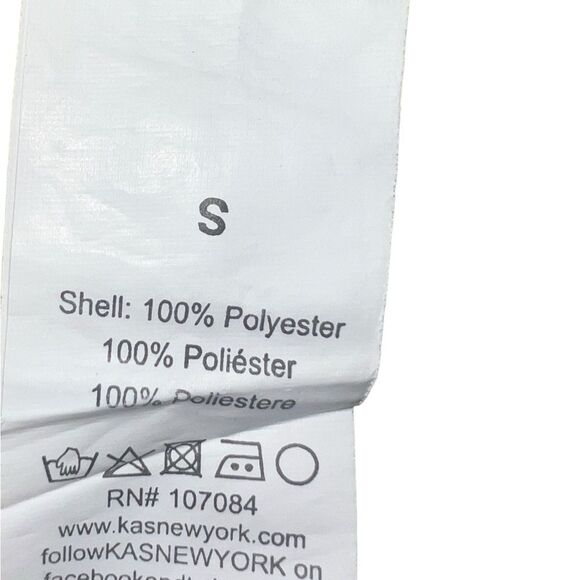 S
Shell: 100% Polyester
100% Poliéster
100% Poliestere
RN# 107084
www.kasnewyork.com
followKASNEWYORK on